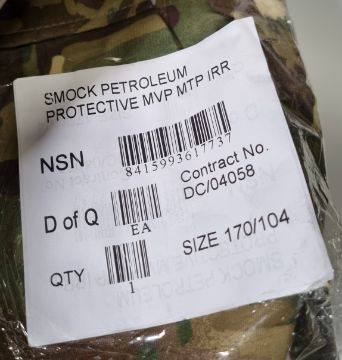 SMOCK PETROLEUM
PROTECTIVE MVP MTP IRR
NSN
8415993617737
Contract No.
DC/04058
D of Q
EA
SIZE 170/104
QTY
1